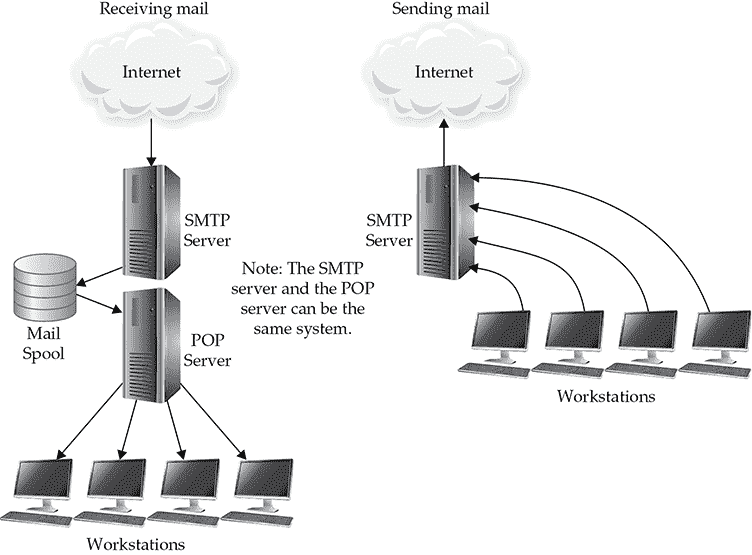 Receiving mail
Internet
SMTP
Server
Mail
Spool
POP
Server
Workstations
Note: The SMTP
server and the POP
server can be the
same system.
Sending mail
Internet
SMTP
Server
Workstations